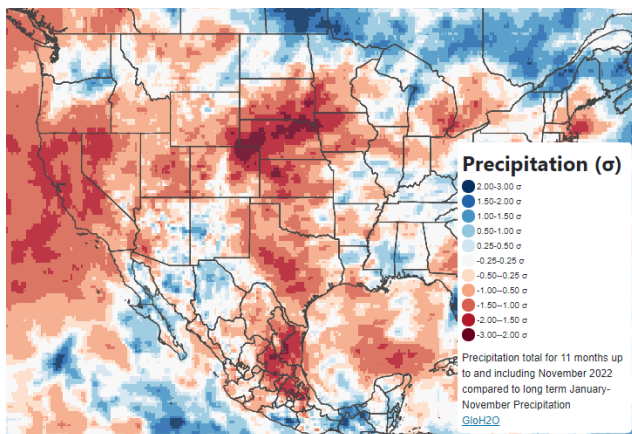 Precipitation (σ)
2.00-3.00 σ
1.50-2.00 σ
1.00-1.50 σ
0.50-1.00 σ
0.25-0.50 σ
-0.25-0.25 σ
-0.50--0.25 σ
-1.00--0.50 σ
-1.50--1.00 σ
-2.00--1.50 σ
-3.00--2.00 σ
Precipitation total for 11 months up
to and including November 2022
compared to long term January-
November Precipitation
GloH2O